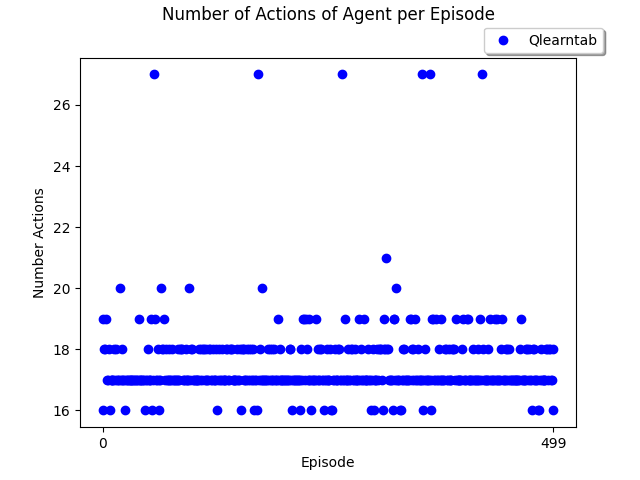 Number of Actions of Agent per Episode
Qlearntab
26
24
22
20
18
16
Number Actions
0
499
Episode